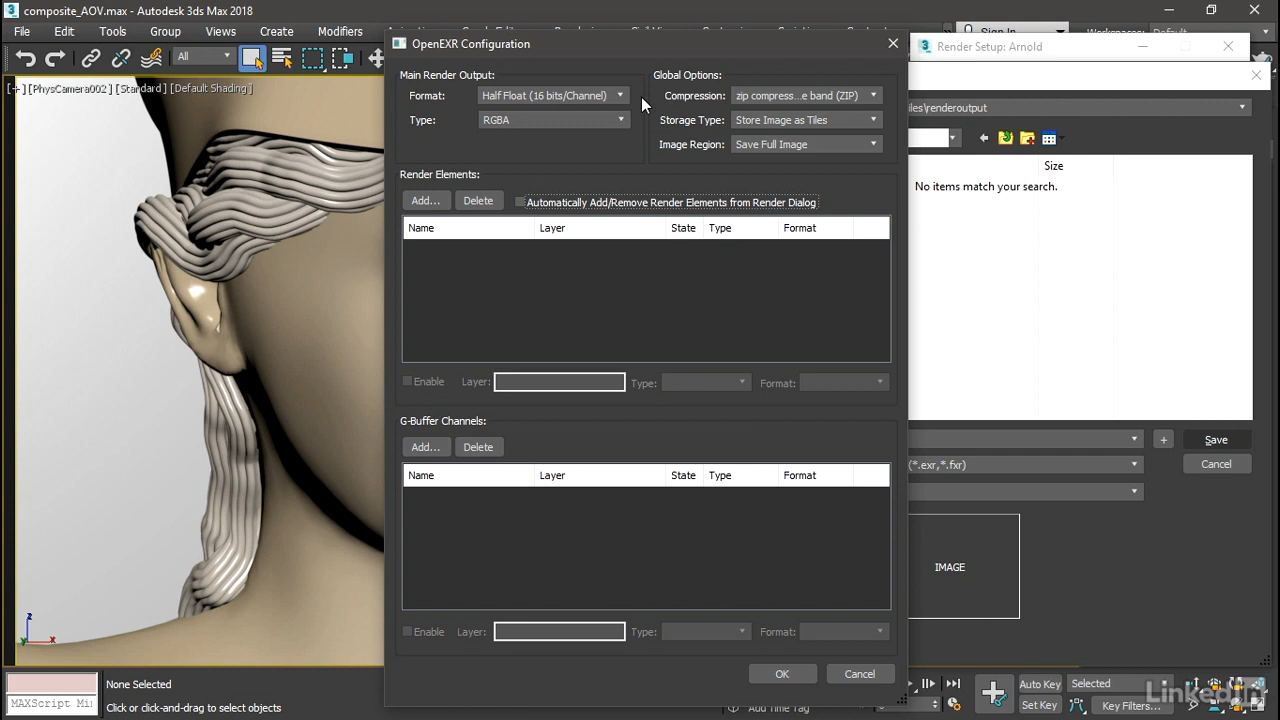 composite_AOV.max - Autodesk 3ds Max 2018
File Edit Tools Group Views Create Modifiers
Sign In
All
OpenEXR Configuration
Render Setup: Arnold
[+] [PhysCamera002] [Standard] [Default Shading]
Main Render Output:
Format: Half Float (16 bits/Channel)
Type: RGBA
Global Options:
Compression: zip compress...e band (ZIP)
Storage Type: Store Image as Tiles
Image Region: Save Full Image
iles\renderoutput
Size
No items match your search.
Render Elements:
Add... Delete Automatically Add/Remove Render Elements from Render Dialog
Name Layer State Type Format
Enable Layer: Type: Format:
G-Buffer Channels:
Add... Delete
Name Layer State Type Format
Enable Layer: Type: Format:
OK Cancel
Save
(*.exr,*.fxr) Cancel
IMAGE
z
y x
None Selected
MAXScript Mi
Click or click-and-drag to select objects
Add Time Tag
Auto Key Selected
Set Key Key Filters...
LinkedIn